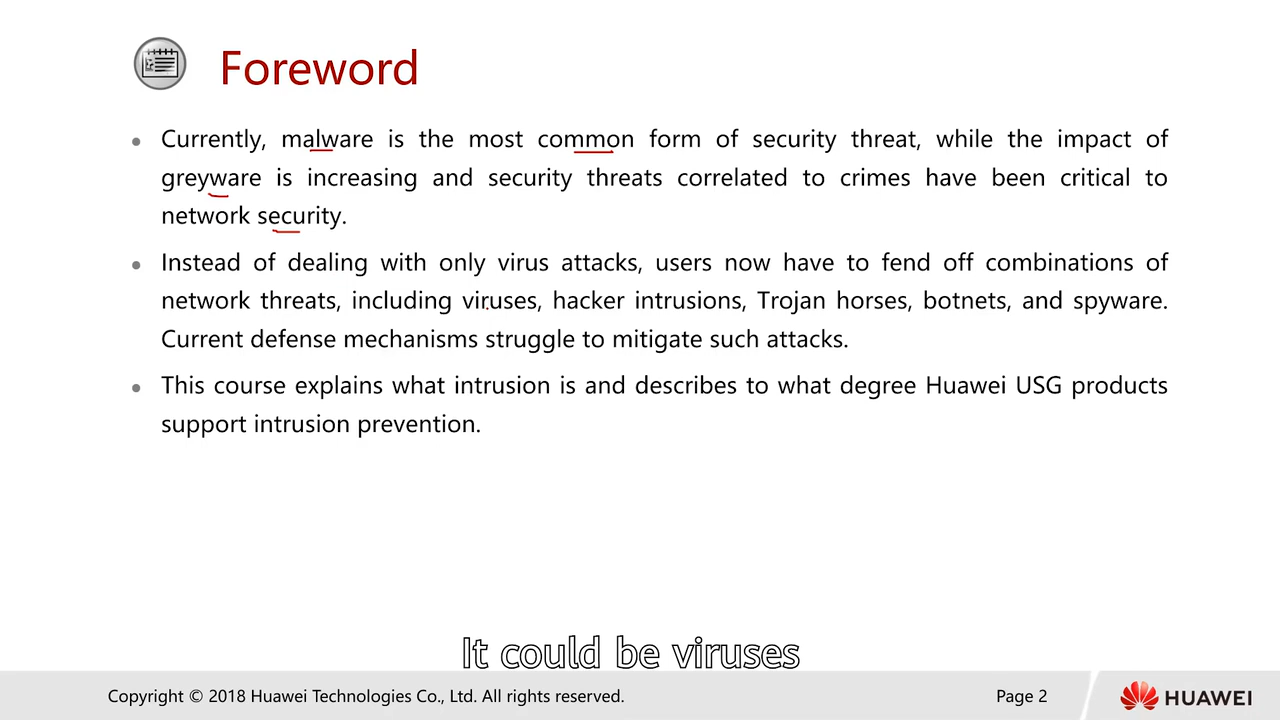 Foreword
Currently, malware is the most common form of security threat, while the impact of
greyware is increasing and security threats correlated to crimes have been critical to
network security.
Instead of dealing with only virus attacks, users now have to fend off combinations of
network threats, including viruses, hacker intrusions, Trojan horses, botnets, and spyware.
Current defense mechanisms struggle to mitigate such attacks.
This course explains what intrusion is and describes to what degree Huawei USG products
support intrusion prevention.
It could be viruses
Copyright © 2018 Huawei Technologies Co., Ltd. All rights reserved.
Page 2
HUAWEI